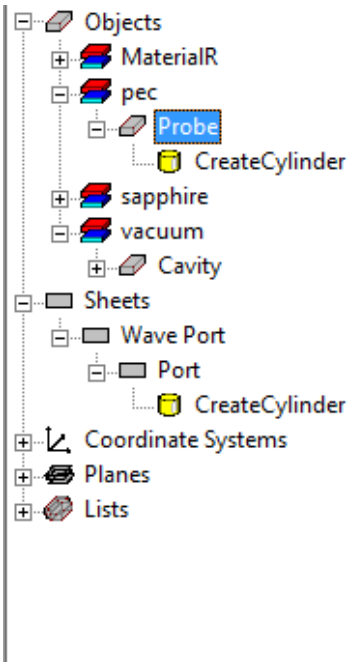 Objects
MaterialR
pec
Probe
CreateCylinder
sapphire
vacuum
Cavity
Sheets
Wave Port
Port
CreateCylinder
Coordinate Systems
Planes
Lists